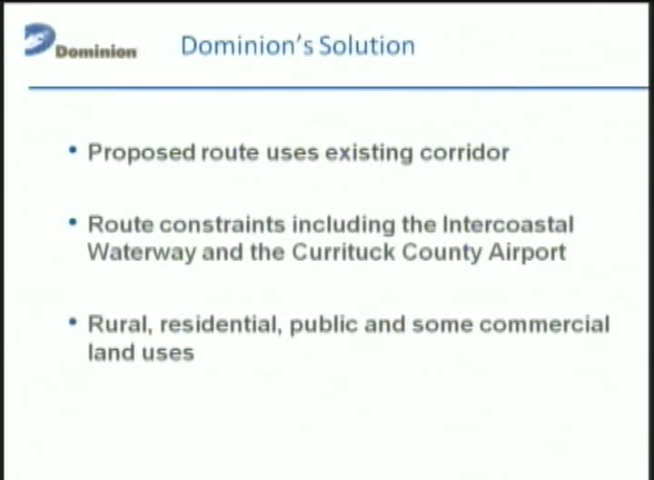 Dominion
Dominion's Solution
• Proposed route uses existing corridor
• Route constraints including the Intercoastal
Waterway and the Currituck County Airport
• Rural, residential, public and some commercial
land uses